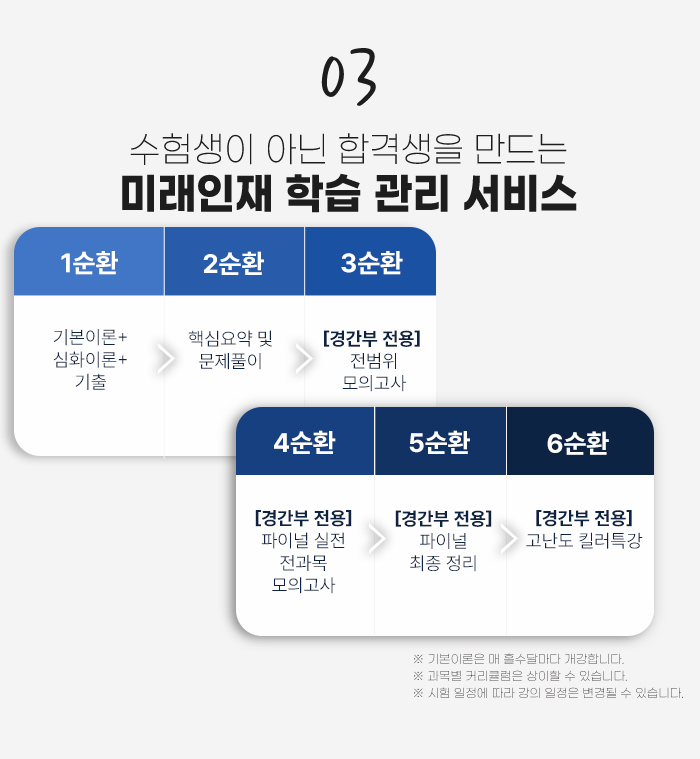 03
수험생이 아닌 합격생을 만드는
미래인재 학습 관리 서비스
1순환
기본이론+
심화이론+
기출
2순환
핵심요약 및
문제풀이
3순환
[경간부 전용]
전범위
모의고사
4순환
[경간부 전용]
파이널 실전
전과목
모의고사
5순환
[경간부 전용]
파이널
최종 정리
6순환
[경간부 전용]
고난도 킬러특강
※ 기본이론은 매 홀수달마다 개강합니다.
※ 과목별 커리큘럼은 상이할 수 있습니다.
※ 시험 일정에 따라 강의 일정은 변경될 수 있습니다.